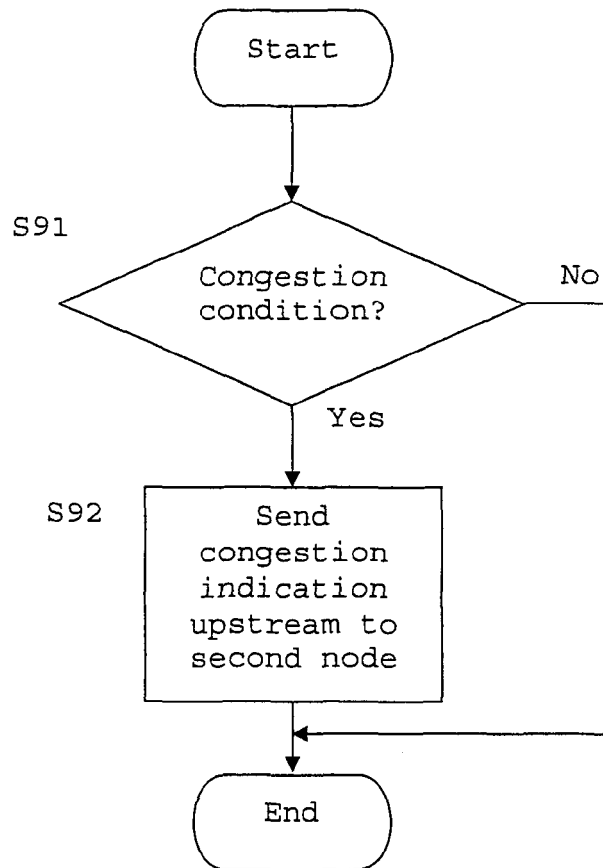 Start
S91
Congestion
condition?
No
Yes
S92
Send
congestion
indication
upstream to
second node
End